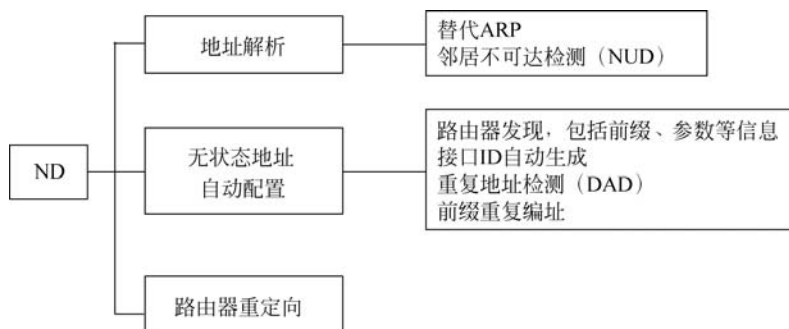 地址解析
替代ARP
邻居不可达检测（NUD）
ND
无状态地址
自动配置
路由器发现，包括前缀、参数等信息
接口ID自动生成
重复地址检测（DAD）
前缀重复编址
路由器重定向